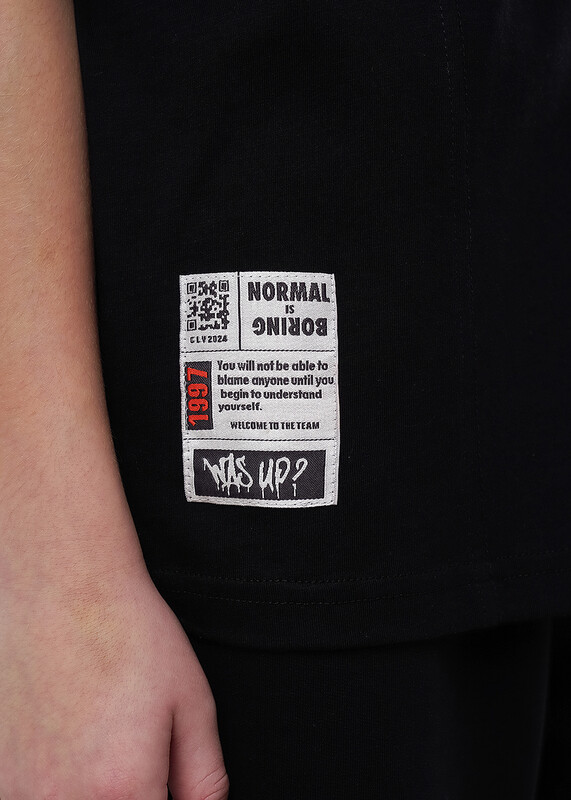 NORMAL
IS
BORING
CLV2024
1997
You will not be able to
blame anyone until you
begin to understand
yourself.
WELCOME TO THE TEAM
WAS UP?